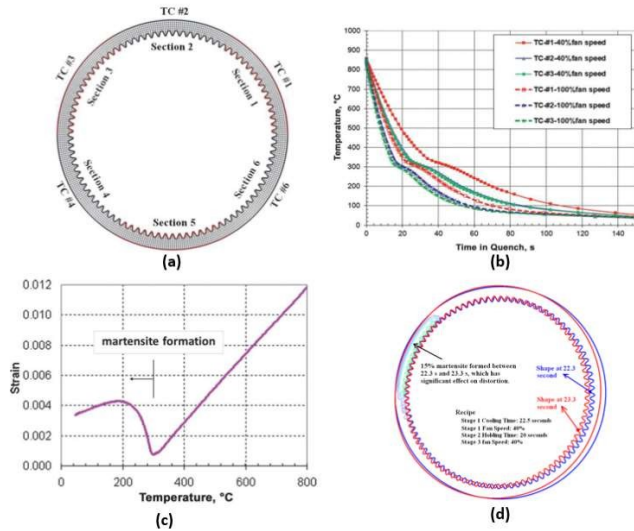 TC #2
Section 2
TC #3
Section 3
TC #1
Section 1
Section 4
TC #4
Section 6
TC #6
Section 5
(a)
Temperature, °C
1000
900
800
700
600
500
400
300
200
100
0
TC-#1-40%fan speed
TC-#2-40%fan speed
TC-#3-40%fan speed
TC-#1-100%fan speed
TC-#2-100%fan speed
TC-#3-100%fan speed
0 20 40 60 80 100 120 140
Time in Quench, s
(b)
Strain
0.012
0.010
0.008
0.006
0.004
0.002
0.000
martensite formation
0 200 400 600 800
Temperature, °C
(c)
15% martensite formed between
22.3 s and 23.3 s, which has
significant effect on distortion.
Shape at 22.3
second
Shape at 23.3
second
Recipe
Stage 1 Cooling Time: 22.5 seconds
Stage 1 Fan Speed: 40%
Stage 2 Holding Time: 20 seconds
Stage 3 fan Speed: 40%
(d)